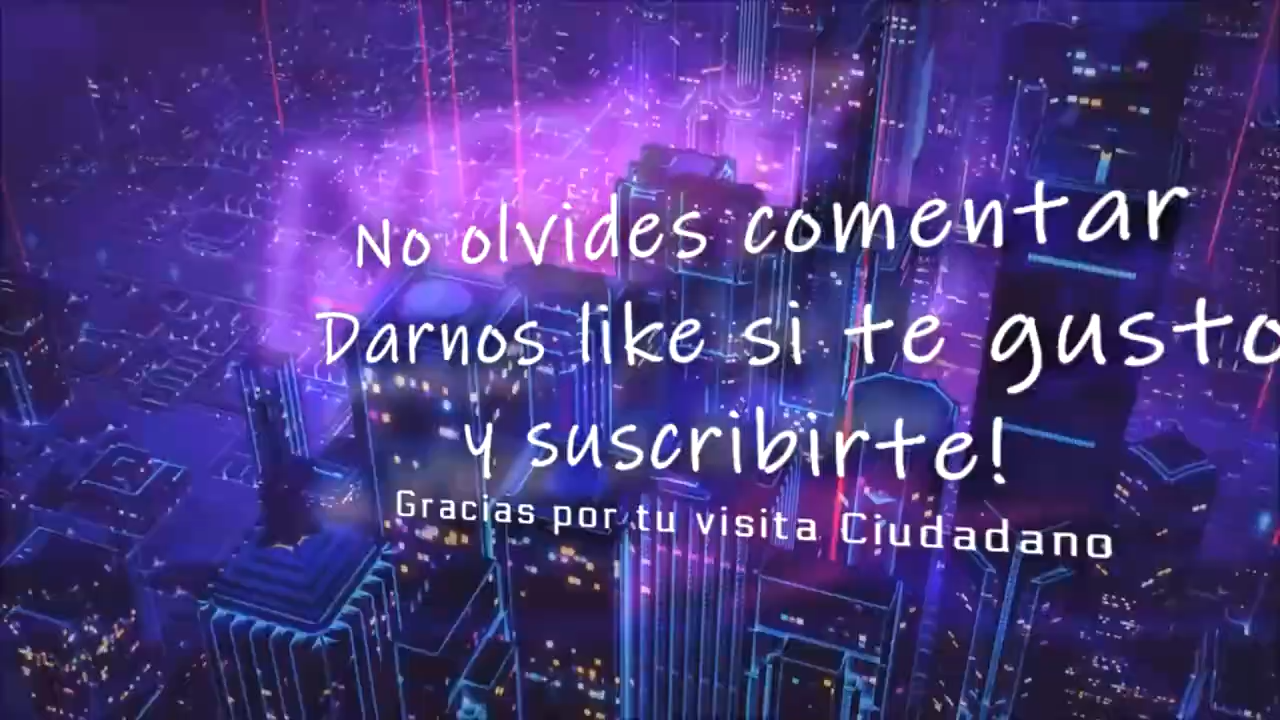 No olvides comentar
Darnos like si te gusto
y suscribirte!
Gracias por tu visita Ciudadano